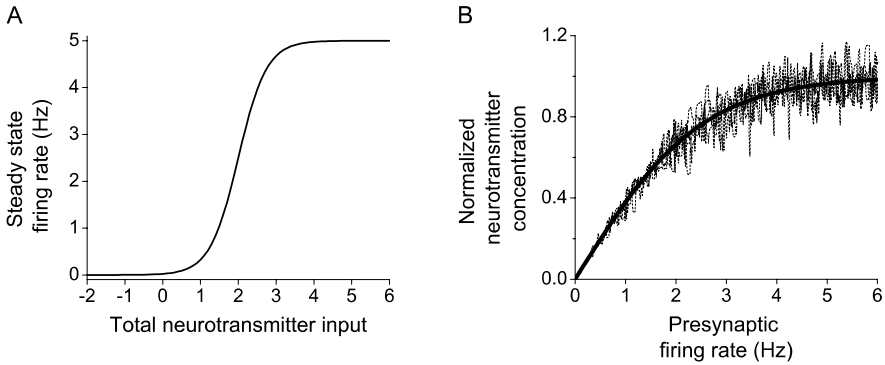 A
Steady state
firing rate (Hz)
5
4
3
2
1
0
-2 -1 0 1 2 3 4 5 6
Total neurotransmitter input
B
Normalized
neurotransmitter
concentration
1.2
0.8
0.4
0.0
0 1 2 3 4 5 6
Presynaptic
firing rate (Hz)